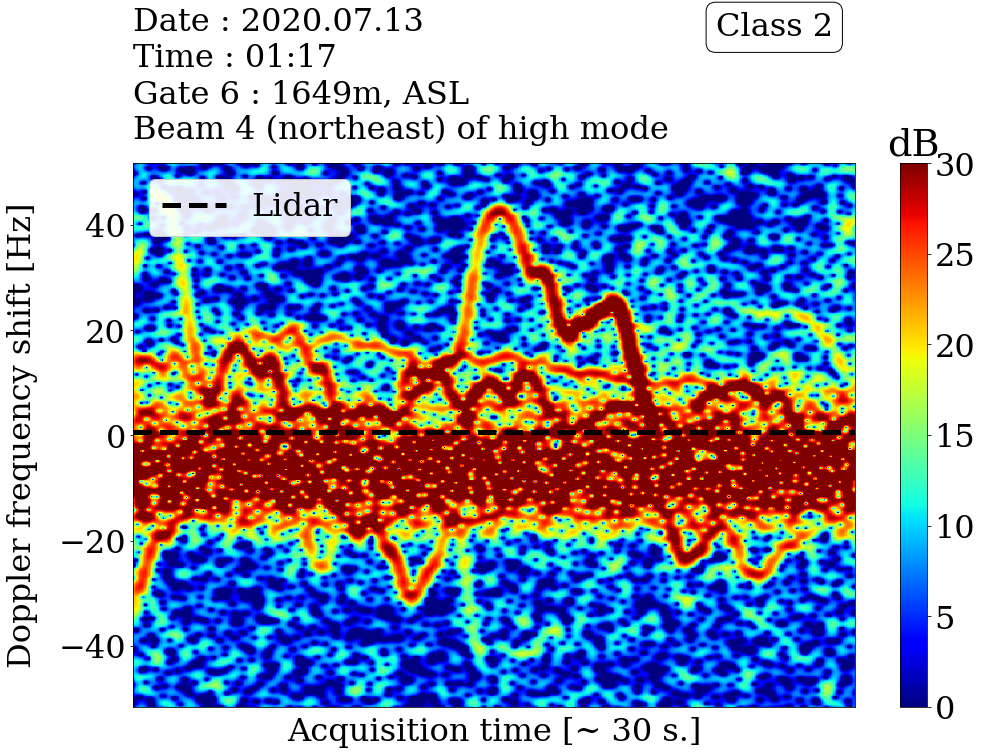 Date : 2020.07.13
Time : 01:17
Gate 6 : 1649m, ASL
Beam 4 (northeast) of high mode
Class 2
dB
Lidar
Doppler frequency shift [Hz]
40
20
0
−20
−40
Acquisition time [~ 30 s.]
30
25
20
15
10
5
0